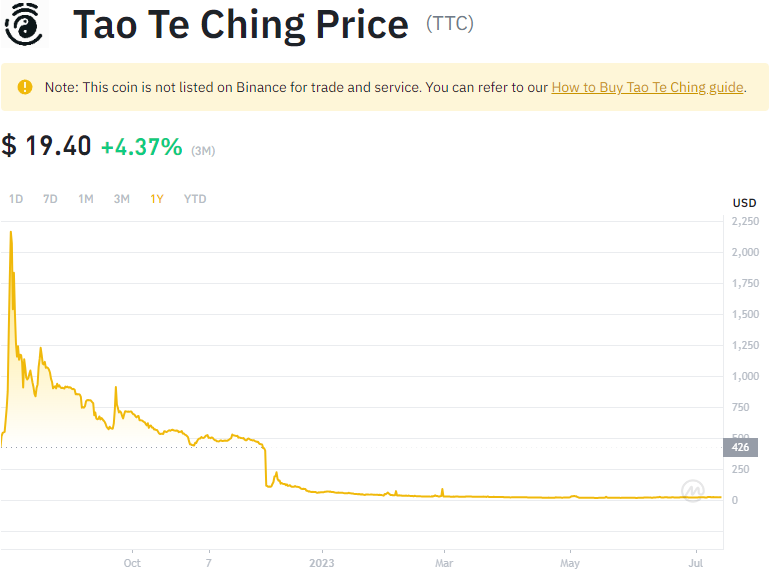 Tao Te Ching Price (TTC)
Note: This coin is not listed on Binance for trade and service. You can refer to our How to Buy Tao Te Ching guide.
$ 19.40 +4.37% (3M)
1D 7D 1M 3M 1Y YTD
USD
2,250
2,000
1,750
1,500
1,250
1,000
750
500
426
250
0
Oct 7 2023 Mar May Jul